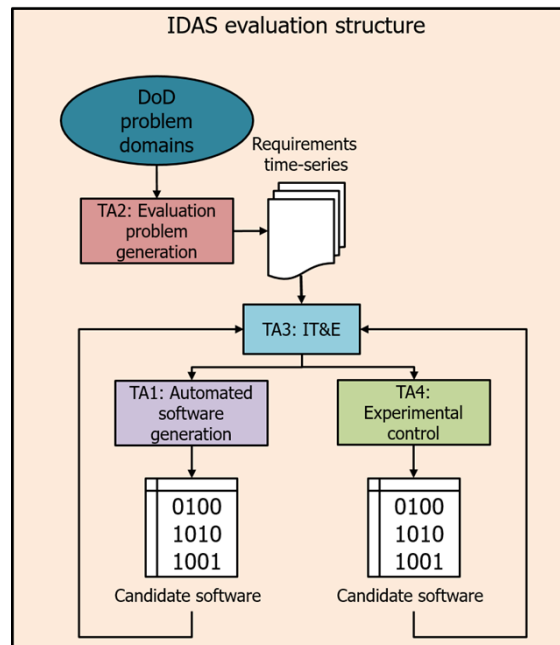 IDAS evaluation structure
DoD
problem
domains
Requirements
time-series
TA2: Evaluation
problem
generation
TA3: IT&E
TA1: Automated
software
generation
TA4:
Experimental
control
0100
1010
1001
0100
1010
1001
Candidate software
Candidate software